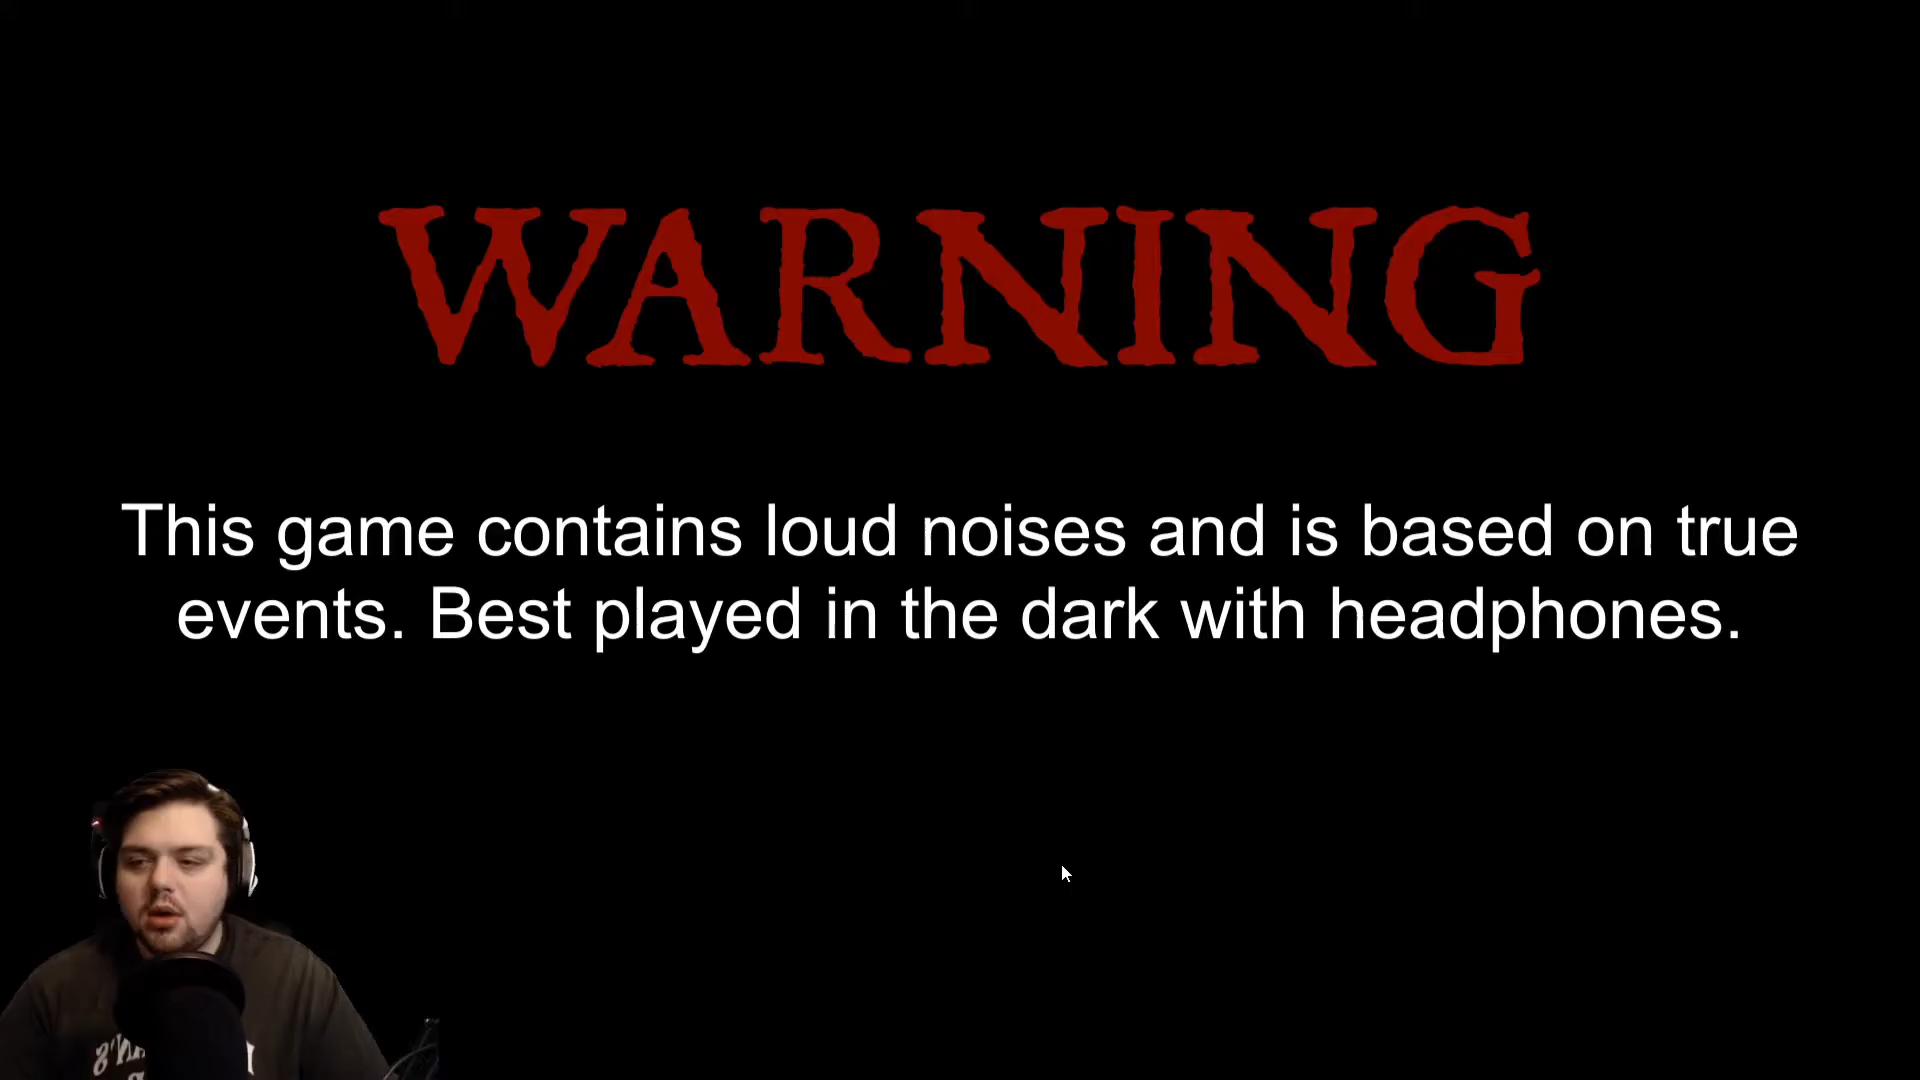 WARNING
This game contains loud noises and is based on true
events. Best played in the dark with headphones.